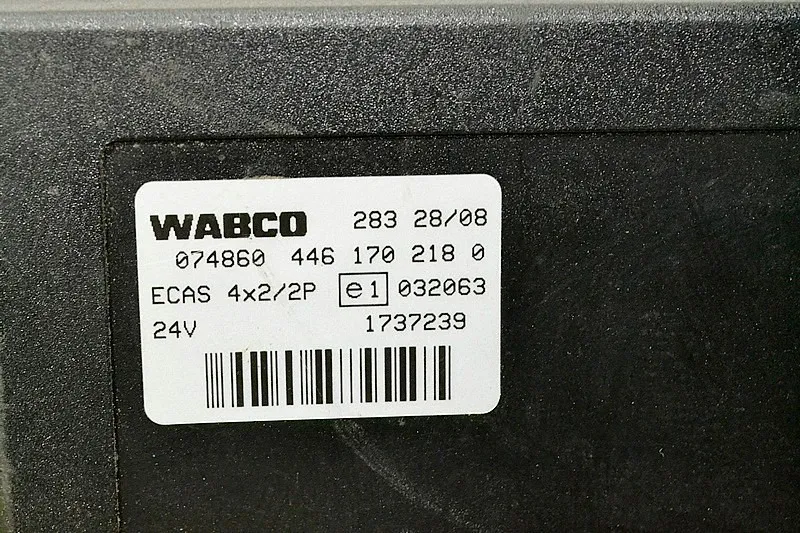 WABCO 283 28/08
074860 446 170 218 0
ECAS 4x2/2P e1 032063
24V 1737239